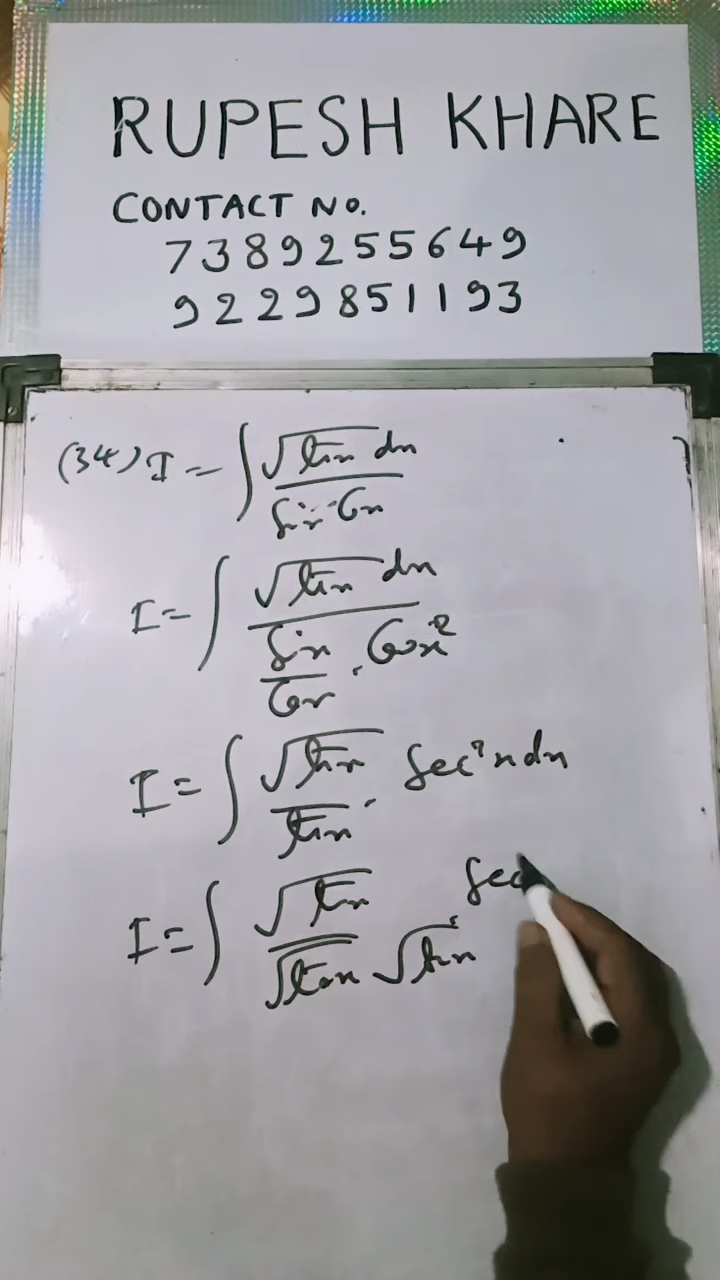 RUPESH KHARE
CONTACT No.
7389255649
9229851193
(34) I = ∫ √tanx dx / sinx Cosx
I = ∫ √tanx dx / (sinx / Cosx . Cosx²)
I = ∫ √tanx / tanx . Sec²x dx
I = ∫ √tanx / √tanx √tanx Sec